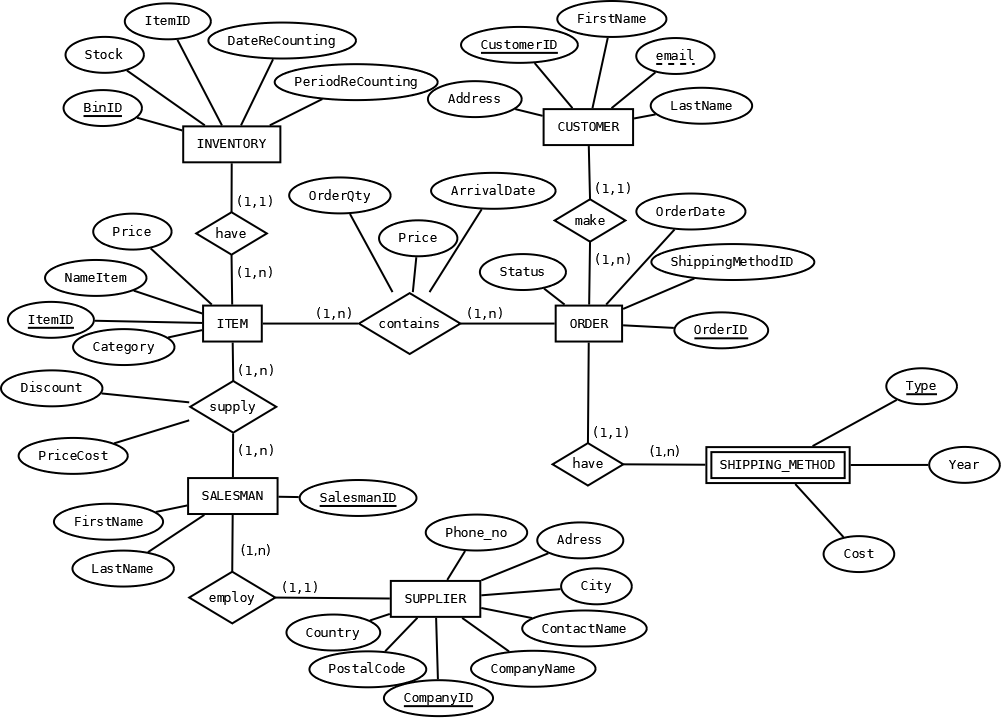 FirstName
ItemID
CustomerID
DateReCounting
Stock
email
PeriodReCounting
Address
LastName
BinID
CUSTOMER
INVENTORY
(1,1)
ArrivalDate
OrderQty
(1,1)
OrderDate
make
Price
have
Price
(1,n)
ShippingMethodID
(1,n)
Status
NameItem
(1,n)
(1,n)
ItemID
ITEM
contains
ORDER
OrderID
Category
(1,n)
Discount
Type
supply
(1,1)
(1,n)
(1,n)
PriceCost
have
SHIPPING_METHOD
Year
SALESMAN
SalesmanID
FirstName
Phone_no
Adress
(1,n)
Cost
LastName
(1,1)
City
employ
SUPPLIER
ContactName
Country
PostalCode
CompanyName
CompanyID